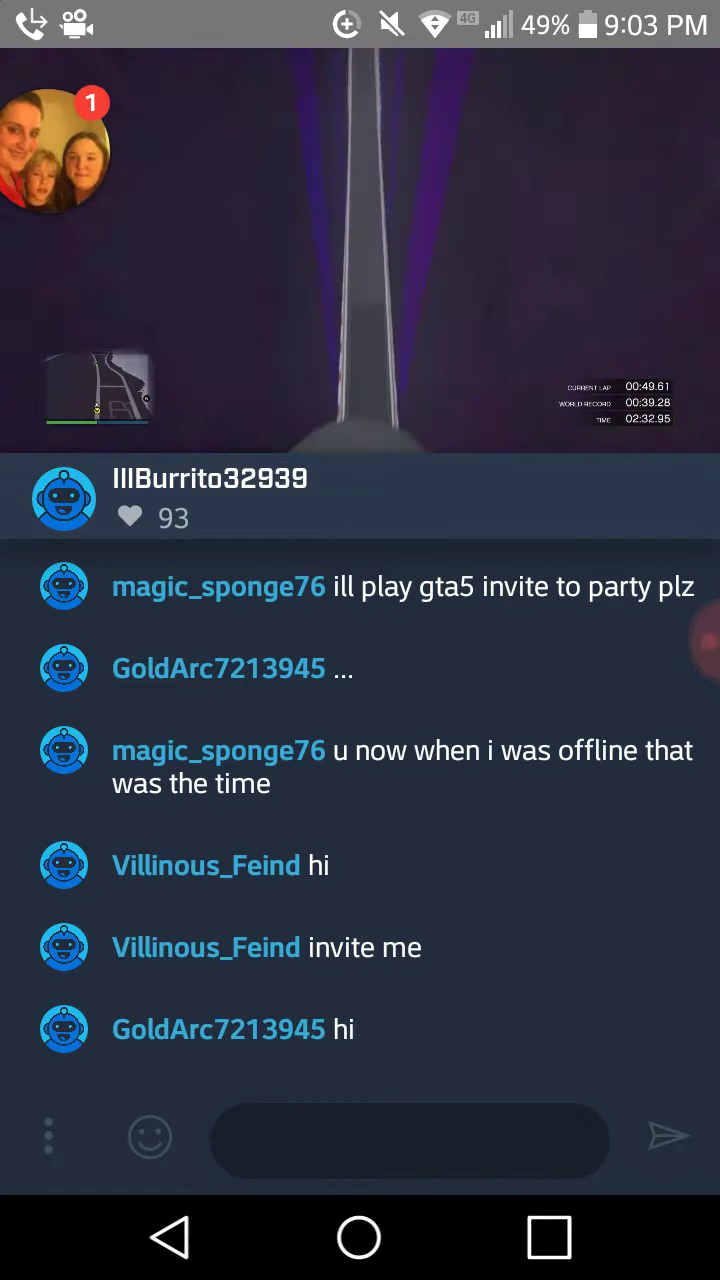 4G 49% 9:03 PM
1
CURRENT LAP 00:49.61
WORLD RECORD 00:39.28
TIME 02:32.95
IIIBurrito32939
93
magic_sponge76 ill play gta5 invite to party plz
GoldArc7213945 ...
magic_sponge76 u now when i was offline that
was the time
Villinous_Feind hi
Villinous_Feind invite me
GoldArc7213945 hi